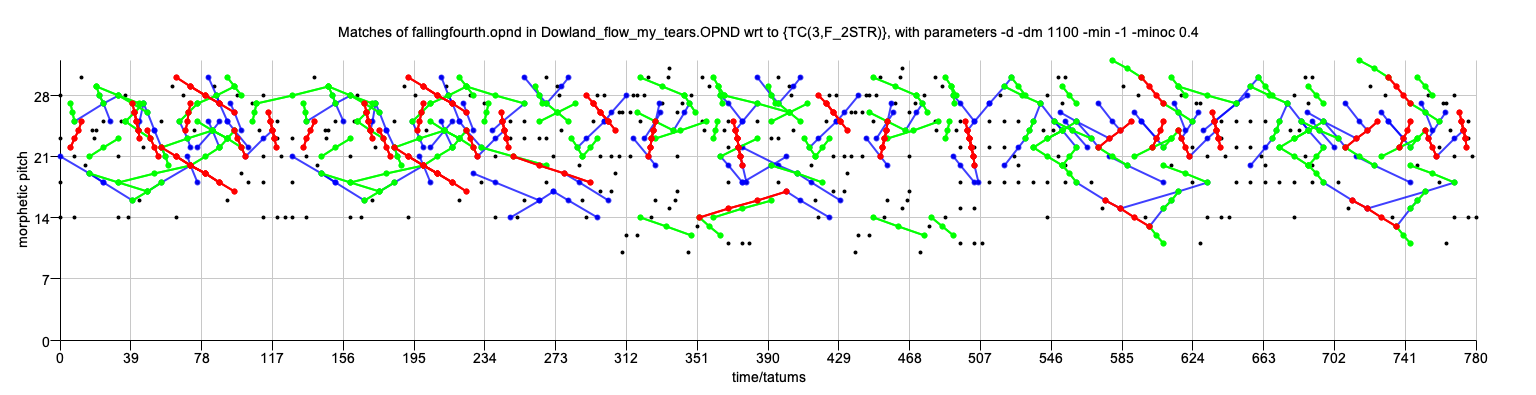 Matches of fallingfourth.opnd in Dowland_flow_my_tears.OPND wrt to {TC(3,F_2STR)}, with parameters -d -dm 1100 -min -1 -minoc 0.4
morphetic pitch
28
21
14
7
0
0 39 78 117 156 195 234 273 312 351 390 429 468 507 546 585 624 663 702 741 780
time/tatums